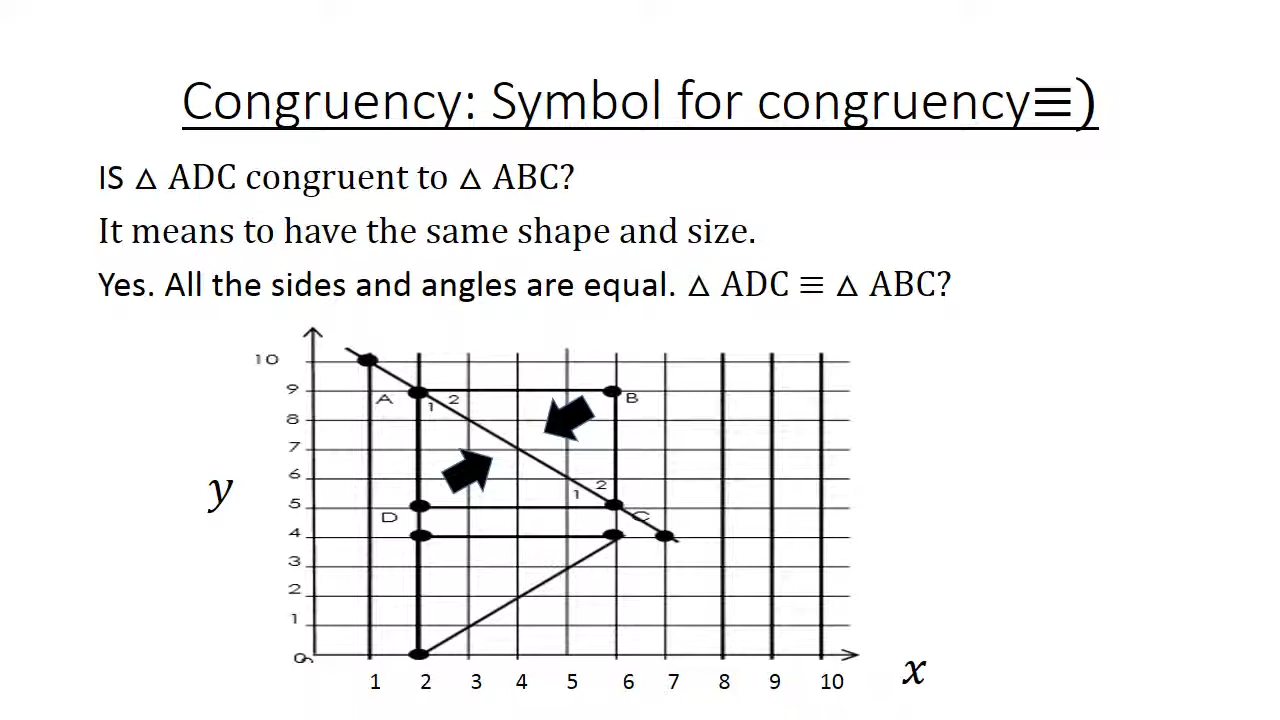 Congruency: Symbol for congruency≡)
IS △ ADC congruent to △ ABC?
It means to have the same shape and size.
Yes. All the sides and angles are equal. △ ADC ≡ △ ABC?
10
9
A
1
2
B
8
7
6
y
1
2
5
D
C
4
3
2
1
0
1 2 3 4 5 6 7 8 9 10
x